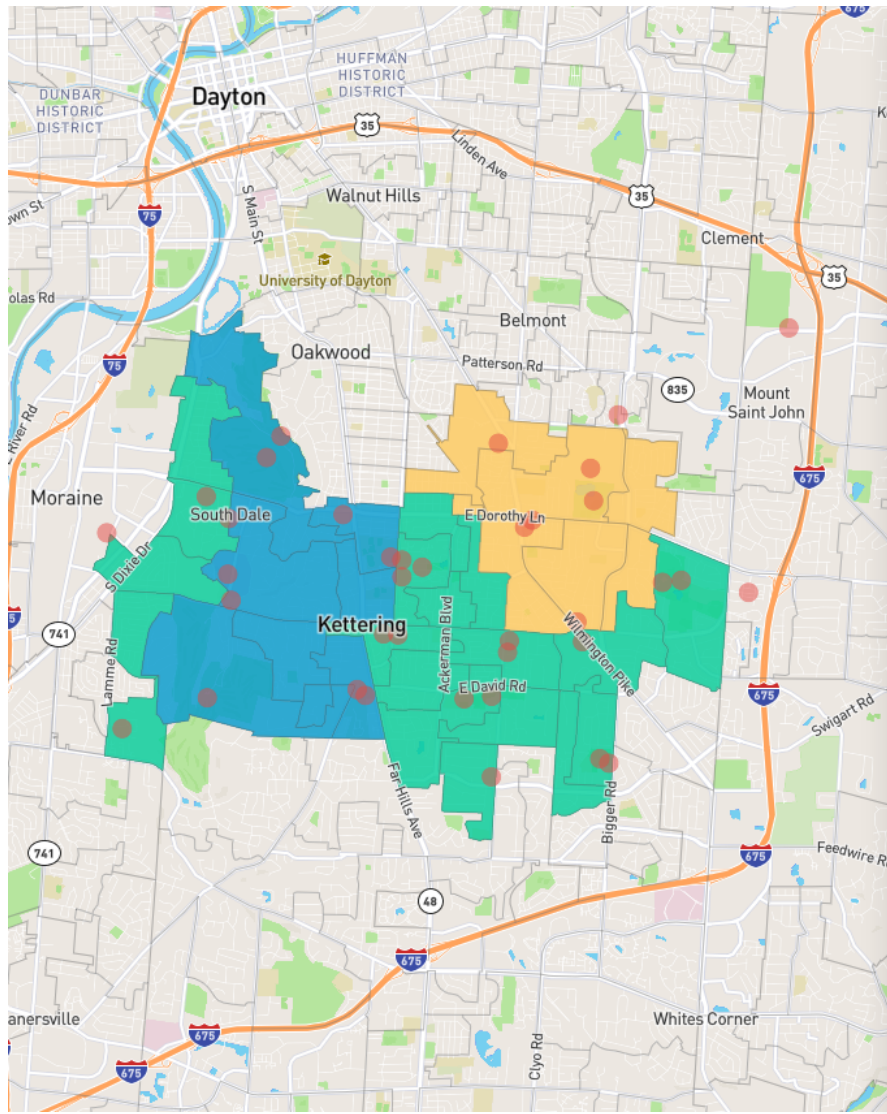 675
HUFFMAN
HISTORIC
DISTRICT
DUNBAR
HISTORIC
DISTRICT
Dayton
35
Linden Ave
Walnut Hills
35
own St
75
S Main St
Clement
University of Dayton
35
olas Rd
Belmont
Oakwood
Patterson Rd
75
835
Mount
Saint John
E River Rd
675
Moraine
South Dale
E Dorothy Ln
S Dixie Dr
741
Kettering
Ackerman Blvd
Wilmington Pike
Lamme Rd
E David Rd
675
Swigart Rd
Far Hills Ave
Bigger Rd
741
675
Feedwire R
48
675
anersville
675
Whites Corner
Clyo Rd
675